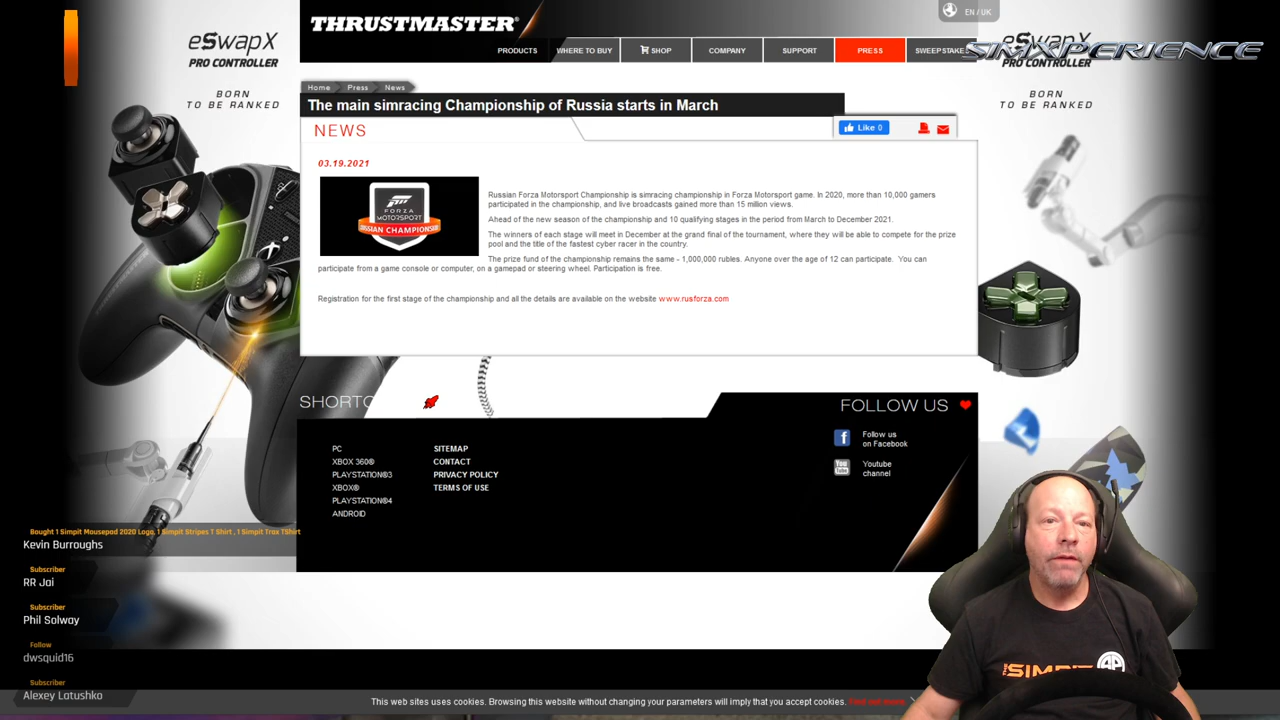 eSwapX
PRO CONTROLLER
BORN
TO BE RANKED
THRUSTMASTER®
EN / UK
PRODUCTS WHERE TO BUY SHOP COMPANY SUPPORT PRESS SWEEPSTAKE
SIMXPERIENCE
PRO CONTROLLER
BORN
TO BE RANKED
Home Press News
The main simracing Championship of Russia starts in March
NEWS
Like 0
03.19.2021
FORZA
MOTORSPORT
RUSSIAN CHAMPIONSHIP
Russian Forza Motorsport Championship is simracing championship in Forza Motorsport game. In 2020, more than 10,000 gamers
participated in the championship, and live broadcasts gained more than 15 million views.
Ahead of the new season of the championship and 10 qualifying stages in the period from March to December 2021.
The winners of each stage will meet in December at the grand final of the tournament, where they will be able to compete for the prize
pool and the title of the fastest cyber racer in the country.
The prize fund of the championship remains the same - 1,000,000 rubles. Anyone over the age of 12 can participate. You can
participate from a game console or computer, on a gamepad or steering wheel. Participation is free.
Registration for the first stage of the championship and all the details are available on the website www.rusforza.com
SHORTC
FOLLOW US
PC
XBOX 360®
PLAYSTATION®3
XBOX®
PLAYSTATION®4
ANDROID
SITEMAP
CONTACT
PRIVACY POLICY
TERMS OF USE
Follow us
on Facebook
You
Tube
Youtube
channel
Bought 1 Simpit Mousepad 2020 Logo, 1 Simpit Stripes T Shirt , 1 Simpit Trax TShirt
Kevin Burroughs
Subscriber
RR Jai
Subscriber
Phil Solway
Follow
dwsquid16
Subscriber
Alexey Latushko
This web sites uses cookies. Browsing this website without changing your parameters will imply that you accept cookies. Find out more.
SIMPIT